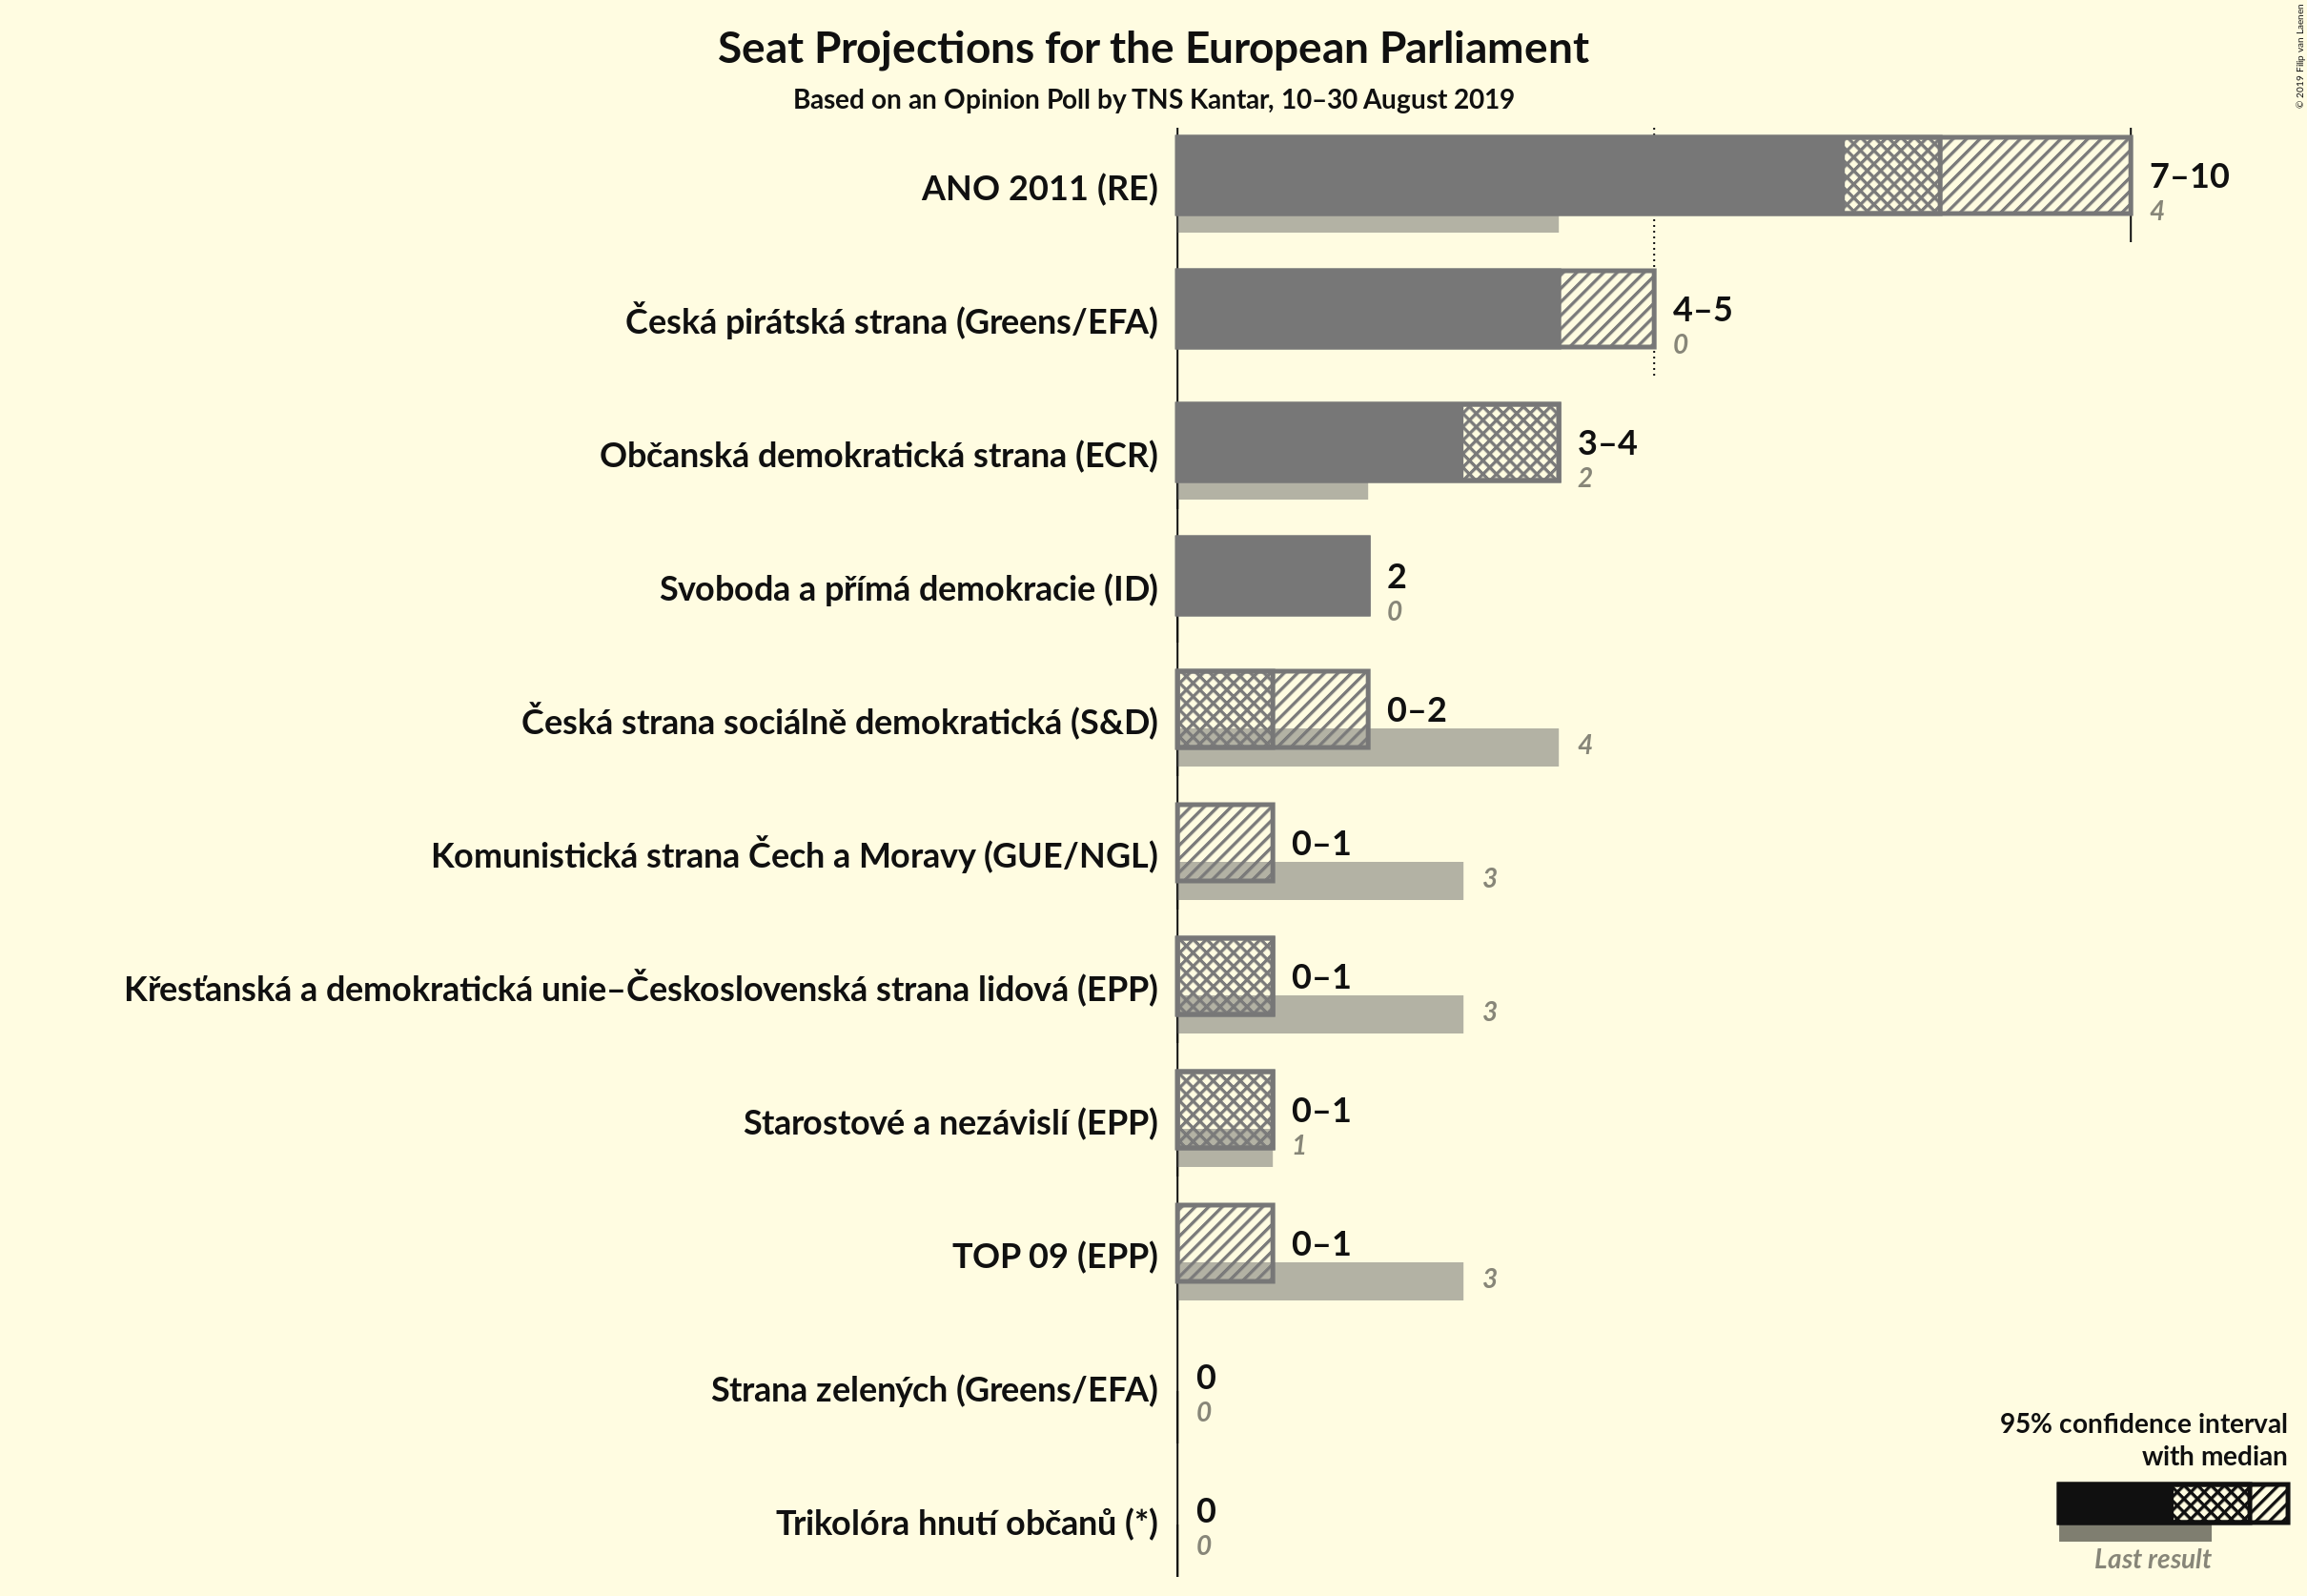 Seat Projections for the European Parliament
Based on an Opinion Poll by TNS Kantar, 10–30 August 2019
© 2019 Filip van Laenen
ANO 2011 (RE)
7–10
4
Česká pirátská strana (Greens/EFA)
4–5
0
Občanská demokratická strana (ECR)
3–4
2
Svoboda a přímá demokracie (ID)
2
0
Česká strana sociálně demokratická (S&D)
0–2
4
Komunistická strana Čech a Moravy (GUE/NGL)
0–1
3
Křesťanská a demokratická unie–Československá strana lidová (EPP)
0–1
3
Starostové a nezávislí (EPP)
0–1
1
TOP 09 (EPP)
0–1
3
Strana zelených (Greens/EFA)
0
0
Trikolóra hnutí občanů (*)
0
0
95% confidence interval
with median
Last result